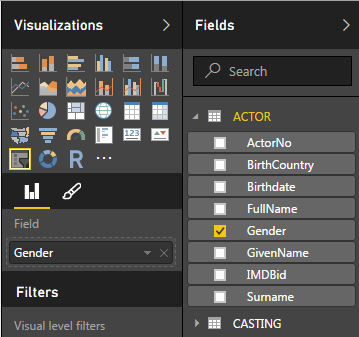 Visualizations
Field
Gender
Filters
Visual level filters
Fields
Search
ACTOR
ActorNo
BirthCountry
Birthdate
FullName
Gender
GivenName
IMDBid
Surname
CASTING
R
123